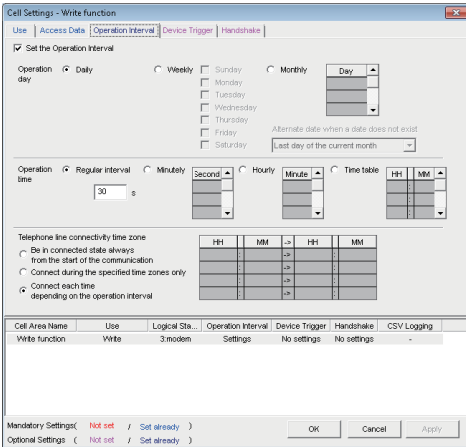 Cell Settings - Write function
Use Access Data Operation Interval Device Trigger Handshake
Set the Operation Interval
Operation day Daily Weekly Sunday Monthly Day
Monday
Tuesday
Wednesday
Thursday
Friday Alternate date when a date does not exist
Saturday Last day of the current month
Operation time Regular interval Minutely Second Hourly Minute Time table HH : MM
30 s
Telephone line connectivity time zone
Be in connected state always
from the start of the communication
Connect during the specified time zones only
Connect each time
depending on the operation interval
HH MM -> HH MM
: -> :
: -> :
: -> :
: -> :
Cell Area Name Use Logical Sta... Operation Interval Device Trigger Handshake CSV Logging
Write function Write 3:modem Settings No settings No settings -
Mandatory Settings( Not set / Set already )
Optional Settings ( Not set / Set already )
OK Cancel Apply